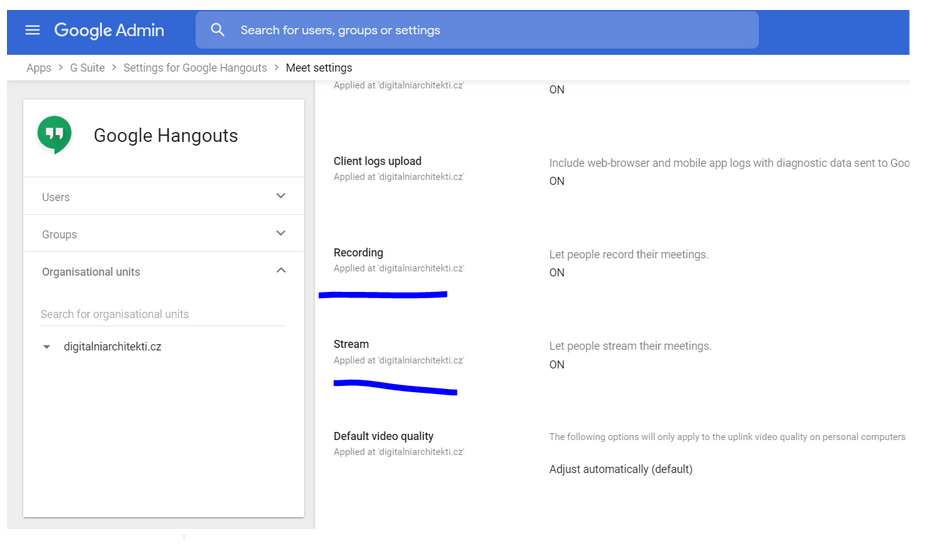 Google Admin
Search for users, groups or settings
Apps > G Suite > Settings for Google Hangouts > Meet settings
Google Hangouts
Users
Groups
Organisational units
Search for organisational units
digitalniarchitekti.cz
Applied at 'digitalniarchitekti.cz'
ON
Client logs upload
Applied at 'digitalniarchitekti.cz'
Include web-browser and mobile app logs with diagnostic data sent to Goo
ON
Recording
Applied at 'digitalniarchitekti.cz'
Let people record their meetings.
ON
Stream
Applied at 'digitalniarchitekti.cz'
Let people stream their meetings.
ON
Default video quality
Applied at 'digitalniarchitekti.cz'
The following options will only apply to the uplink video quality on personal computers
Adjust automatically (default)